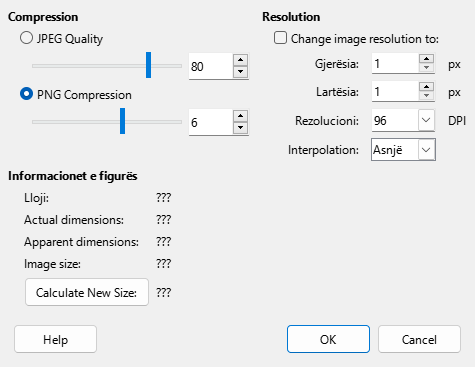 Compression
JPEG Quality
80
PNG Compression
6
Informacionet e figurës
Lloji: ???
Actual dimensions: ???
Apparent dimensions: ???
Image size: ???
Calculate New Size: ???
Resolution
Change image resolution to:
Gjerësia: 1 px
Lartësia: 1 px
Rezolucioni: 96 DPI
Interpolation: Asnjë
Help OK Cancel